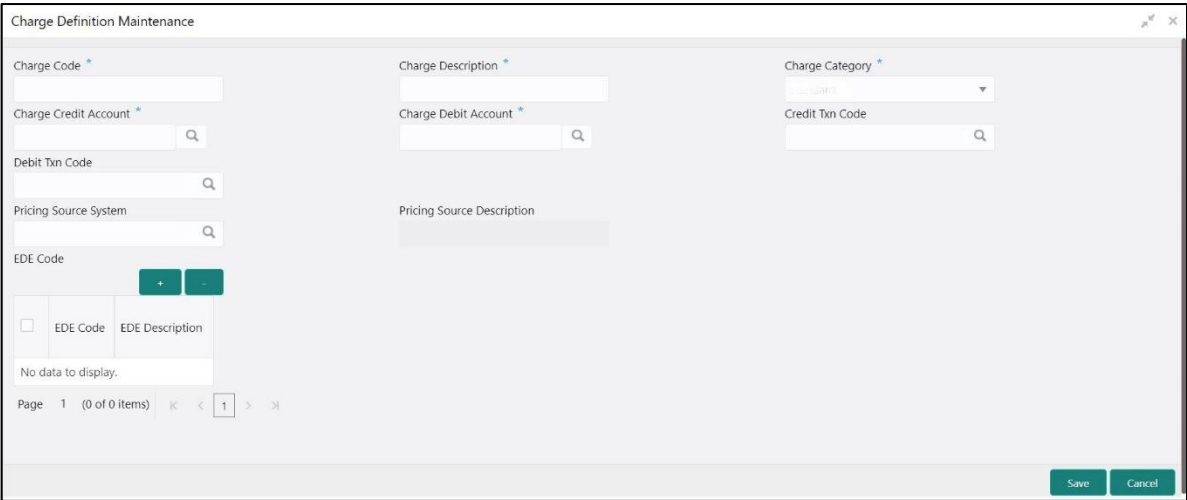 Charge Definition Maintenance
Charge Code * Charge Description * Charge Category *
Charge Credit Account * Charge Debit Account * Credit Txn Code
Debit Txn Code
Pricing Source System Pricing Source Description
EDE Code
+ -
EDE Code EDE Description
No data to display.
Page 1 (0 of 0 items) 1
Save Cancel